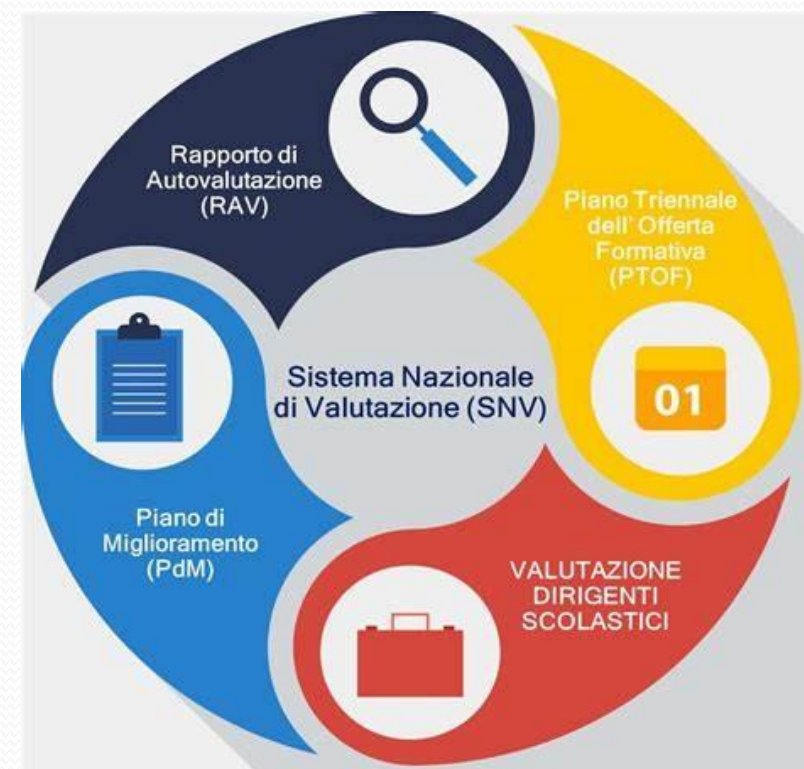 Rapporto di
Autovalutazione
(RAV)
Piano Triennale
dell' Offerta
Formativa
(PTOF)
01
Sistema Nazionale
di Valutazione (SNV)
Piano di
Miglioramento
(PdM)
VALUTAZIONE
DIRIGENTI
SCOLASTICI